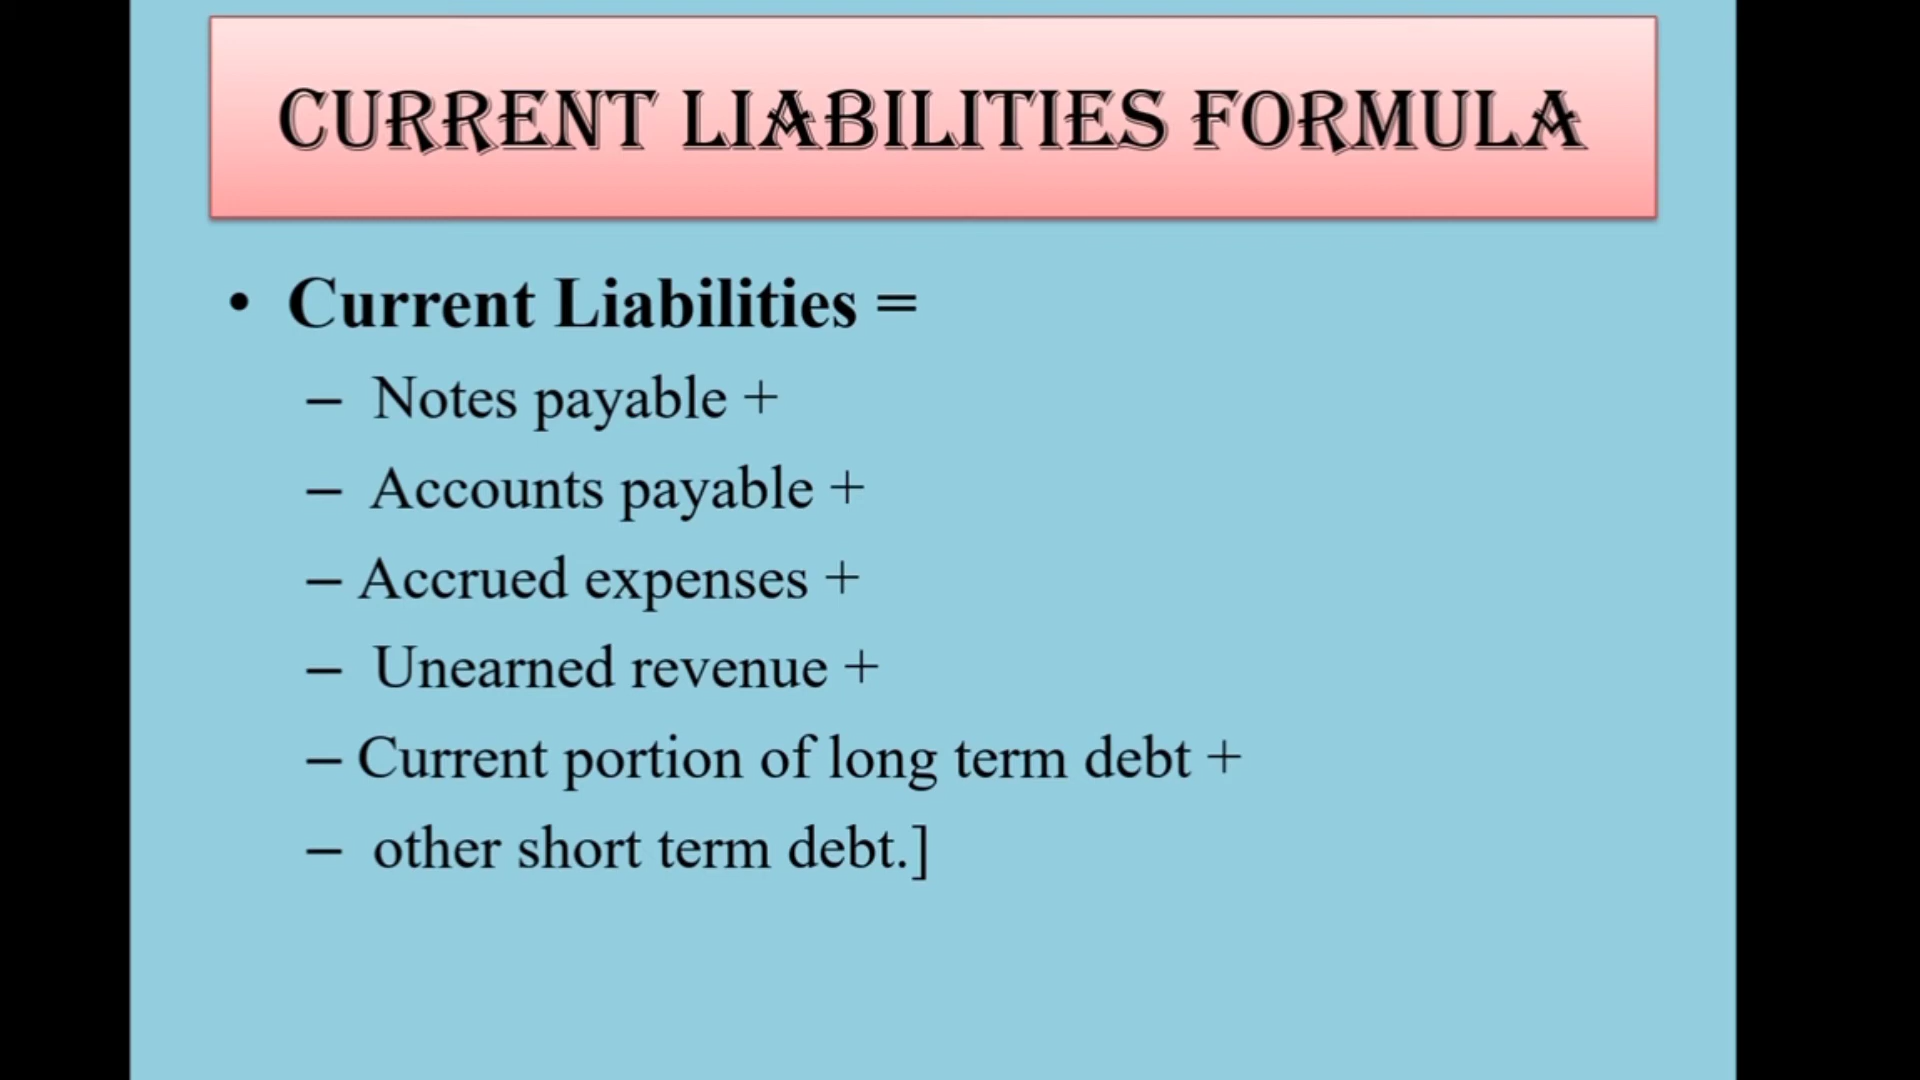 CURRENT LIABILITIES FORMULA
• Current Liabilities =
– Notes payable +
– Accounts payable +
– Accrued expenses +
– Unearned revenue +
– Current portion of long term debt +
– other short term debt.]